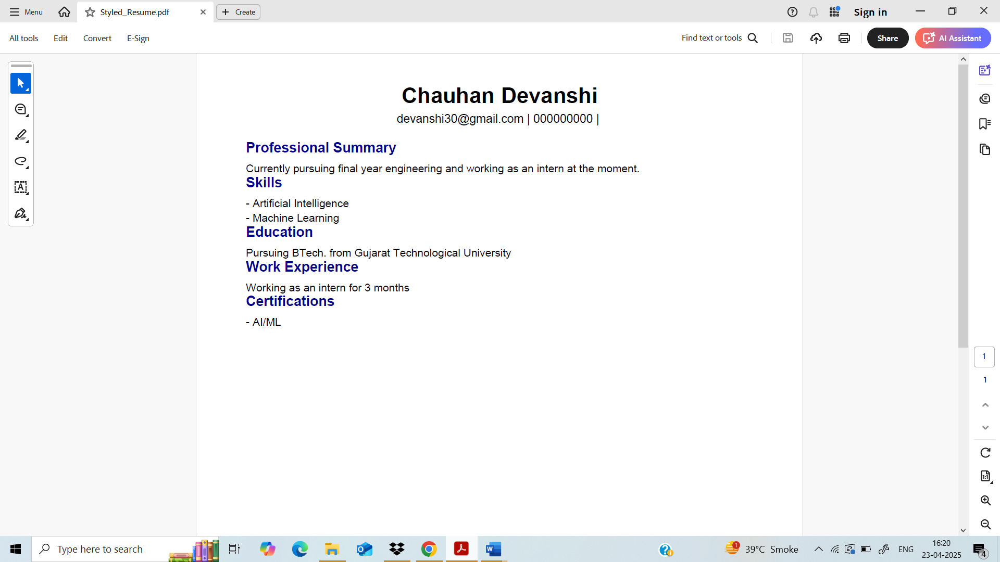 Menu
Styled_Resume.pdf
Create
Sign in
All tools
Edit
Convert
E-Sign
Find text or tools
Share
AI Assistant
Chauhan Devanshi
devanshi30@gmail.com | 000000000 |
Professional Summary
Currently pursuing final year engineering and working as an intern at the moment.
Skills
- Artificial Intelligence
- Machine Learning
Education
Pursuing BTech. from Gujarat Technological University
Work Experience
Working as an intern for 3 months
Certifications
- AI/ML
1
1
Type here to search
1
39°C Smoke
ENG
16:20
23-04-2025
4